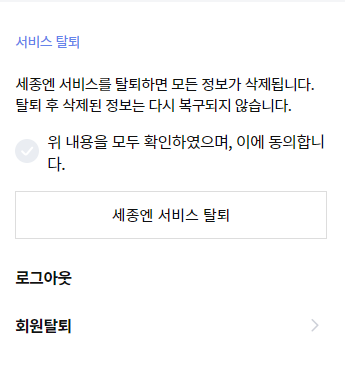 서비스 탈퇴
세종엔 서비스를 탈퇴하면 모든 정보가 삭제됩니다.
탈퇴 후 삭제된 정보는 다시 복구되지 않습니다.
위 내용을 모두 확인하였으며, 이에 동의합니
다.
세종엔 서비스 탈퇴
로그아웃
회원탈퇴